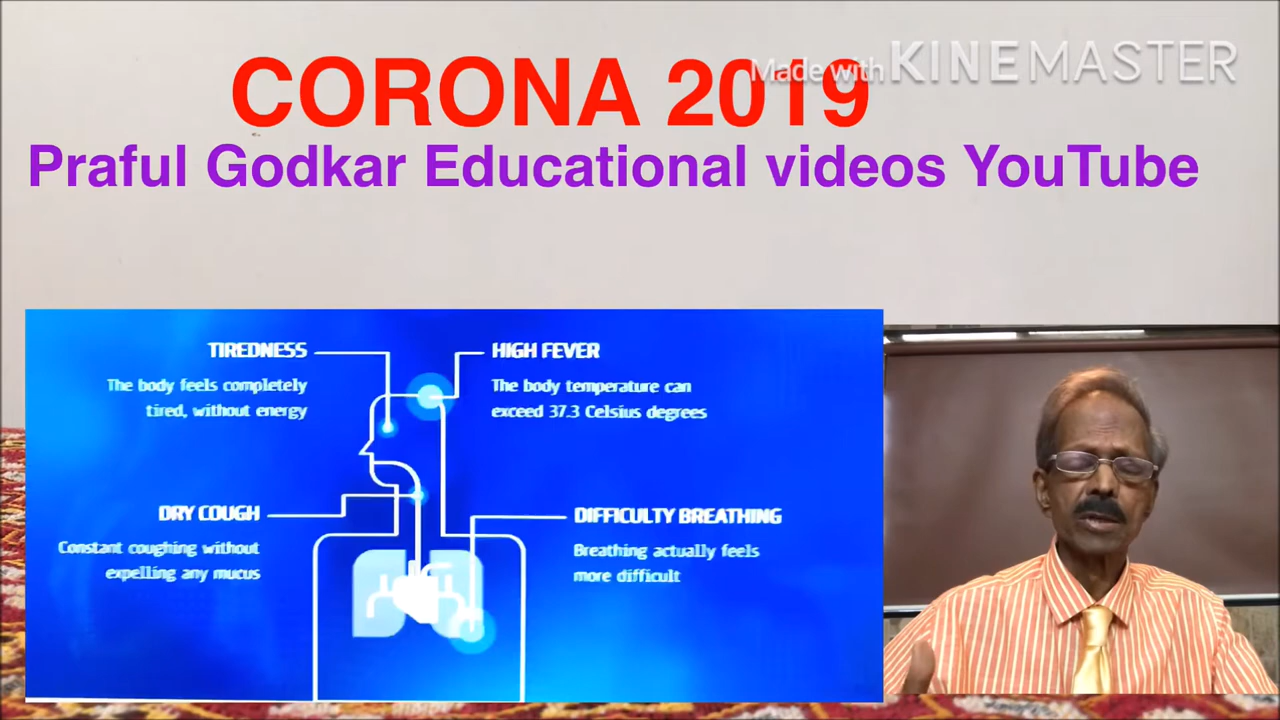 CORONA 2019
Made with KINEMASTER
Praful Godkar Educational videos YouTube
TIREDNESS
The body feels completely
tired, without energy
HIGH FEVER
The body temperature can
exceed 37.3 Celsius degrees
DRY COUGH
Constant coughing without
expelling any mucus
DIFFICULTY BREATHING
Breathing actually feels
more difficult